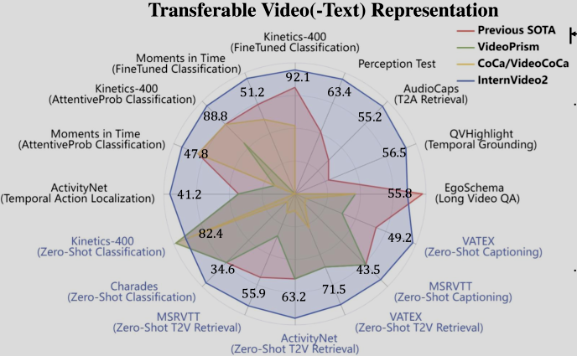 Transferable Video(-Text) Representation
Previous SOTA
VideoPrism
CoCa/VideoCoCa
InternVideo2
Kinetics-400
(FineTuned Classification)
92.1
Perception Test
63.4
AudioCaps
(T2A Retrieval)
55.2
QVHighlight
(Temporal Grounding)
56.5
EgoSchema
(Long Video QA)
55.8
VATEX
(Zero-Shot Captioning)
49.2
MSRVTT
(Zero-Shot Captioning)
43.5
VATEX
(Zero-Shot T2V Retrieval)
71.5
ActivityNet
(Zero-Shot T2V Retrieval)
63.2
MSRVTT
(Zero-Shot T2V Retrieval)
55.9
Charades
(Zero-Shot Classification)
34.6
Kinetics-400
(Zero-Shot Classification)
82.4
ActivityNet
(Temporal Action Localization)
41.2
Moments in Time
(AttentiveProb Classification)
47.8
Kinetics-400
(AttentiveProb Classification)
88.8
Moments in Time
(FineTuned Classification)
51.2